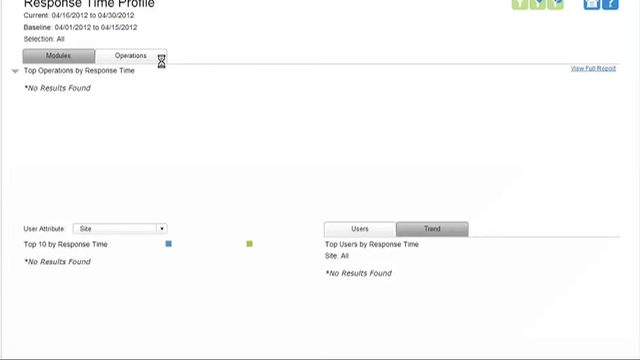 Response Time Profile
Current: 04/16/2012 to 04/30/2012
Baseline: 04/01/2012 to 04/15/2012
Selection: All
Modules Operations
Top Operations by Response Time View Full Report
*No Results Found
User Attribute: Site Users Trend
Top 10 by Response Time Top Users by Response Time
Site: All
*No Results Found
*No Results Found